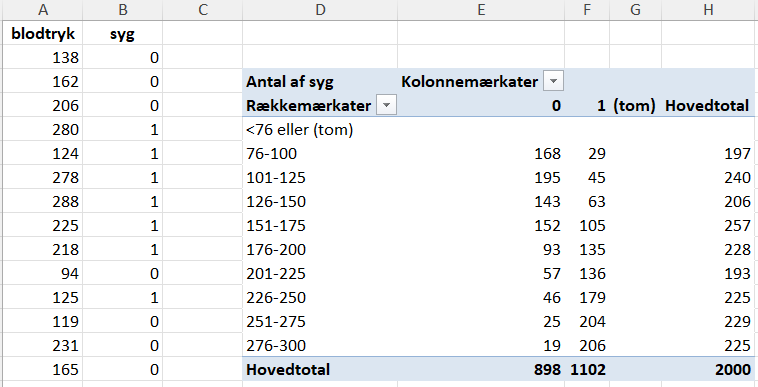 A B C D E F G H
blodtryk syg
138 0
162 0 Antal af syg Kolonnemærkater
206 0 Rækkemærkater 0 1 (tom) Hovedtotal
280 1 <76 eller (tom)
124 1 76-100 168 29 197
278 1 101-125 195 45 240
288 1 126-150 143 63 206
225 1 151-175 152 105 257
218 1 176-200 93 135 228
94 0 201-225 57 136 193
125 1 226-250 46 179 225
119 0 251-275 25 204 229
231 0 276-300 19 206 225
165 0 Hovedtotal 898 1102 2000